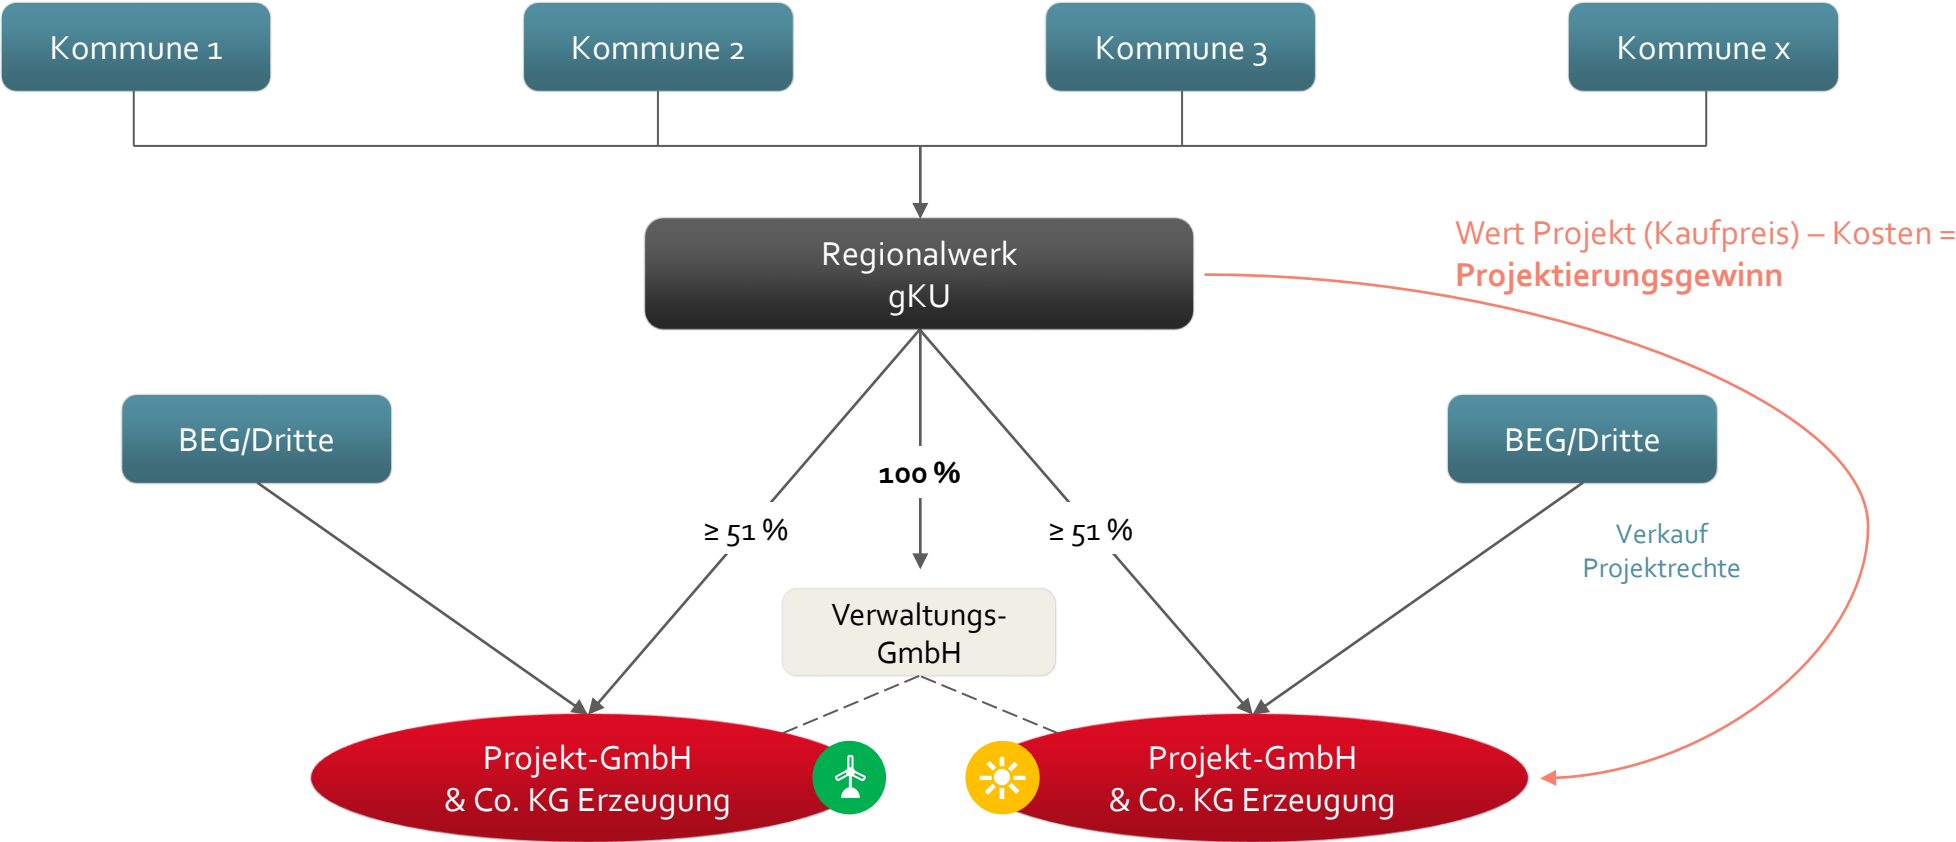 Kommune 1
Kommune 2
Kommune 3
Kommune x
Regionalwerk
gKU
Wert Projekt (Kaufpreis) – Kosten =
Projektierungsgewinn
BEG/Dritte
BEG/Dritte
100 %
≥ 51 %
≥ 51 %
Verkauf
Projektrechte
Verwaltungs-
GmbH
Projekt-GmbH
& Co. KG Erzeugung
Projekt-GmbH
& Co. KG Erzeugung